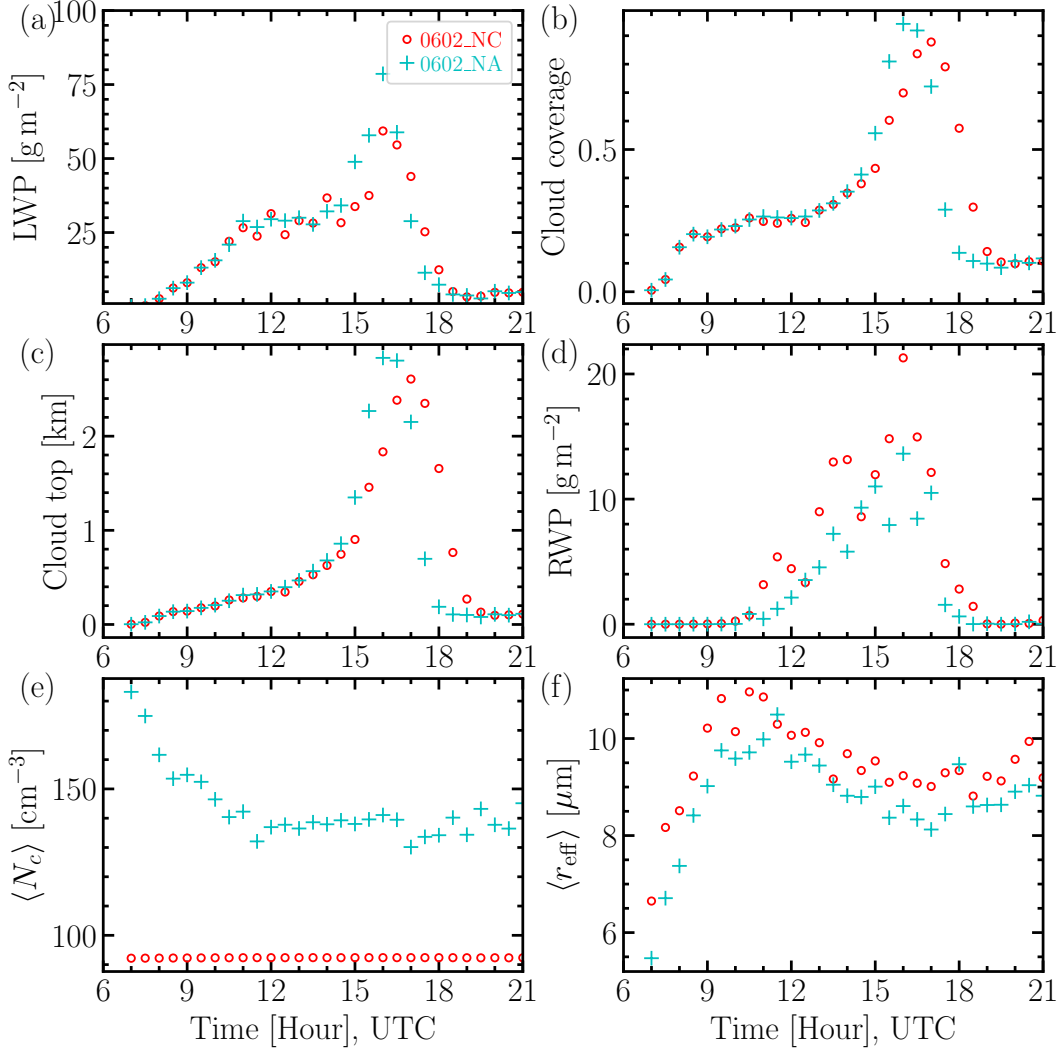 (a)
LWP [g m−2]
100
75
50
25
6 9 12 15 18 21
0602_NC
0602_NA
(b)
Cloud coverage
0.5
0.0
6 9 12 15 18 21
(c)
Cloud top [km]
2
1
0
6 9 12 15 18 21
(d)
RWP [g m−2]
20
10
0
6 9 12 15 18 21
(e)
⟨Nc⟩ [cm−3]
150
100
6 9 12 15 18 21
Time [Hour], UTC
(f)
⟨reff⟩ [μm]
10
8
6
6 9 12 15 18 21
Time [Hour], UTC